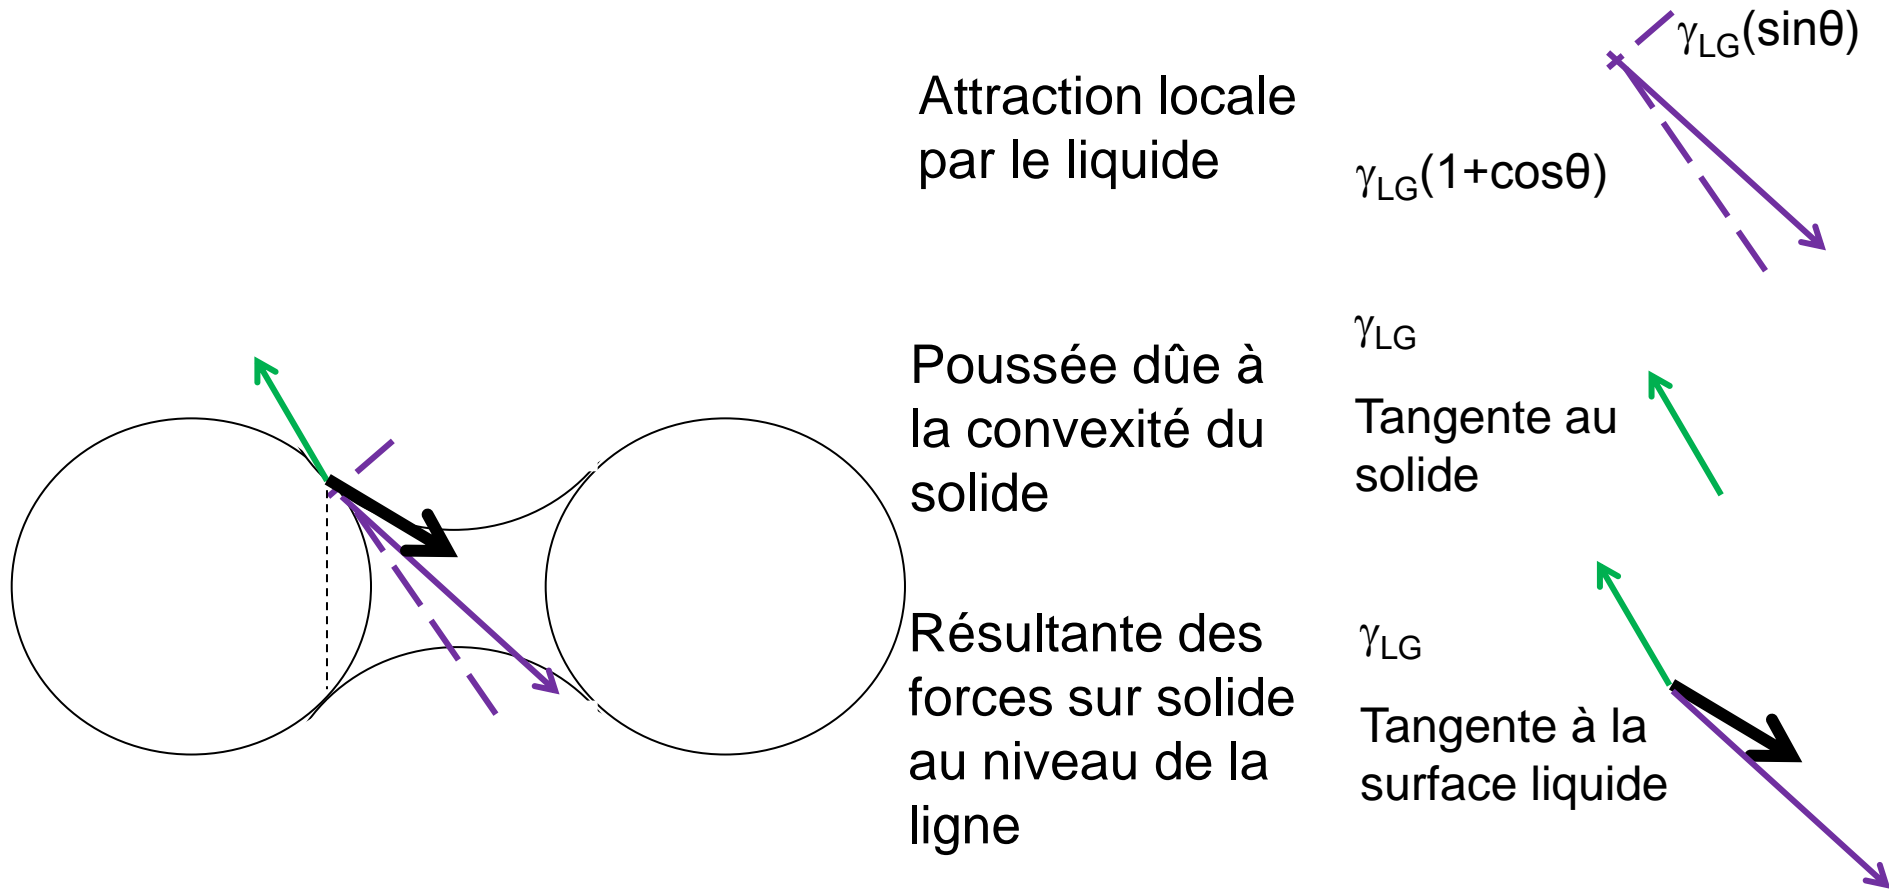 γLG(sinθ)
Attraction locale
par le liquide
γLG(1+cosθ)
γLG
Poussée dûe à
la convexité du
solide
Tangente au
solide
Résultante des
forces sur solide
au niveau de la
ligne
γLG
Tangente à la
surface liquide